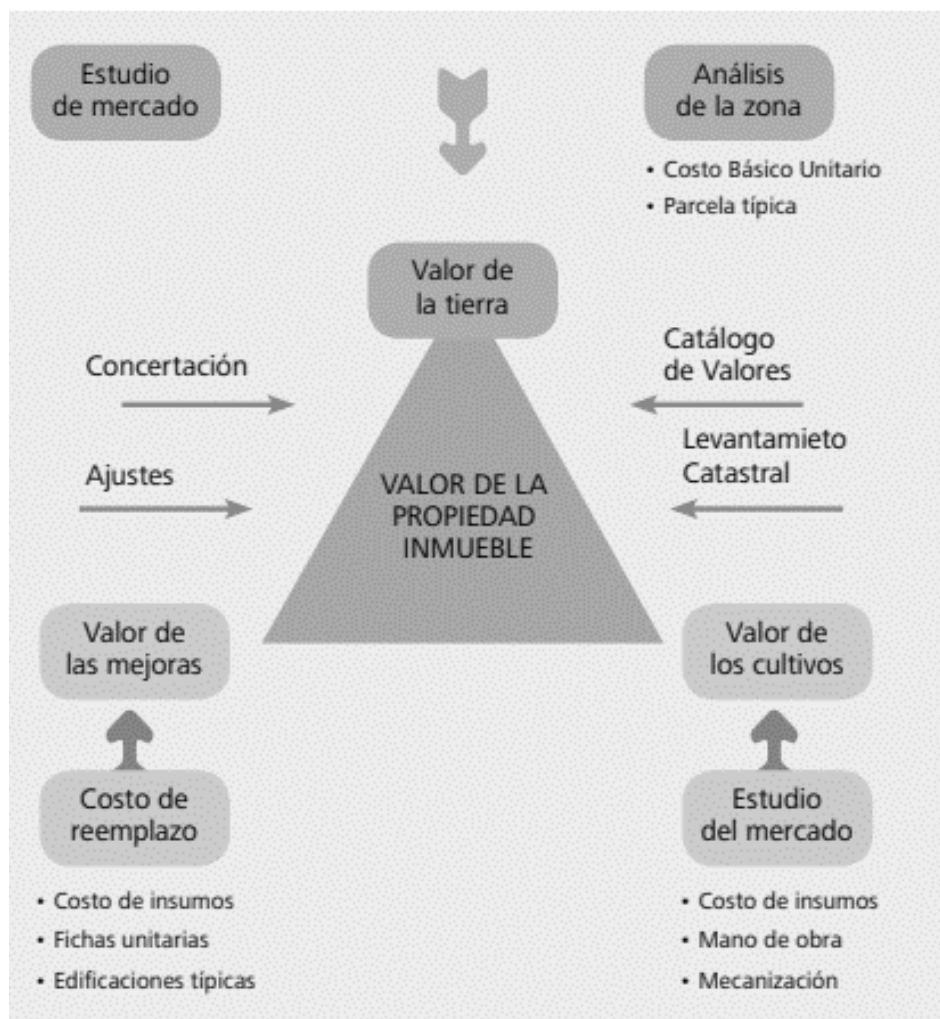 Estudio
de mercado
Análisis
de la zona
• Costo Básico Unitario
• Parcela típica
Valor de
la tierra
Concertación
Catálogo
de Valores
Ajustes
Levantamieto
Catastral
VALOR DE LA
PROPIEDAD
INMUEBLE
Valor de
las mejoras
Valor de
los cultivos
Costo de
reemplazo
Estudio
del mercado
• Costo de insumos
• Fichas unitarias
• Edificaciones típicas
• Costo de insumos
• Mano de obra
• Mecanización